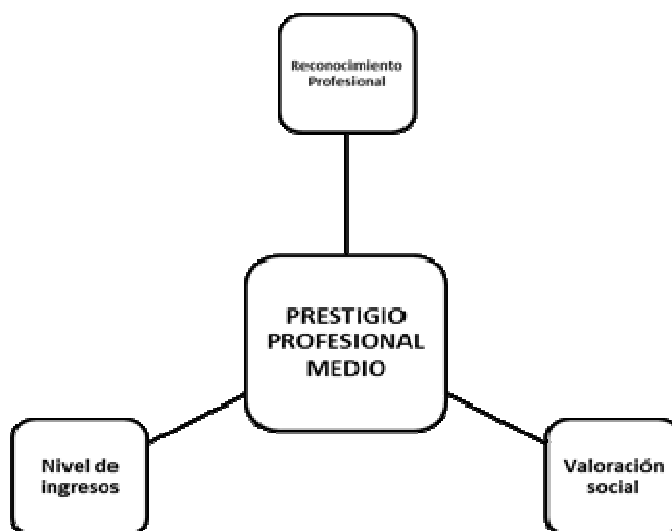 Reconocimiento
Profesional
PRESTIGIO
PROFESIONAL
MEDIO
Nivel de
ingresos
Valoración
social